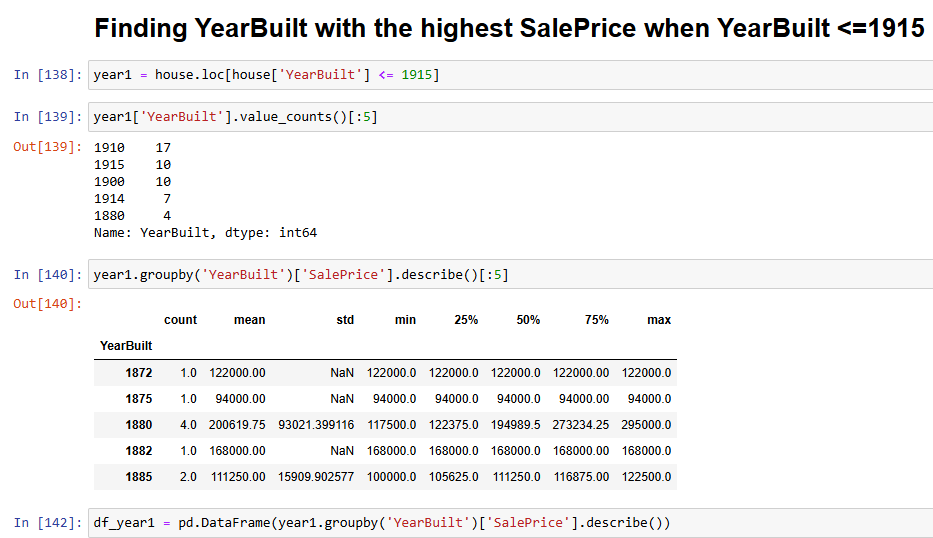 Finding YearBuilt with the highest SalePrice when YearBuilt <=1915
In [138]: year1 = house.loc[house['YearBuilt'] <= 1915]
In [139]: year1['YearBuilt'].value_counts()[:5]
Out[139]: 1910    17
1915    10
1900    10
1914     7
1880     4
Name: YearBuilt, dtype: int64
In [140]: year1.groupby('YearBuilt')['SalePrice'].describe()[:5]
Out[140]:
count mean std min 25% 50% 75% max
YearBuilt
1872 1.0 122000.00 NaN 122000.0 122000.0 122000.0 122000.00 122000.0
1875 1.0 94000.00 NaN 94000.0 94000.0 94000.0 94000.00 94000.0
1880 4.0 200619.75 93021.399116 117500.0 122375.0 194989.5 273234.25 295000.0
1882 1.0 168000.00 NaN 168000.0 168000.0 168000.0 168000.00 168000.0
1885 2.0 111250.00 15909.902577 100000.0 105625.0 111250.0 116875.00 122500.0
In [142]: df_year1 = pd.DataFrame(year1.groupby('YearBuilt')['SalePrice'].describe())